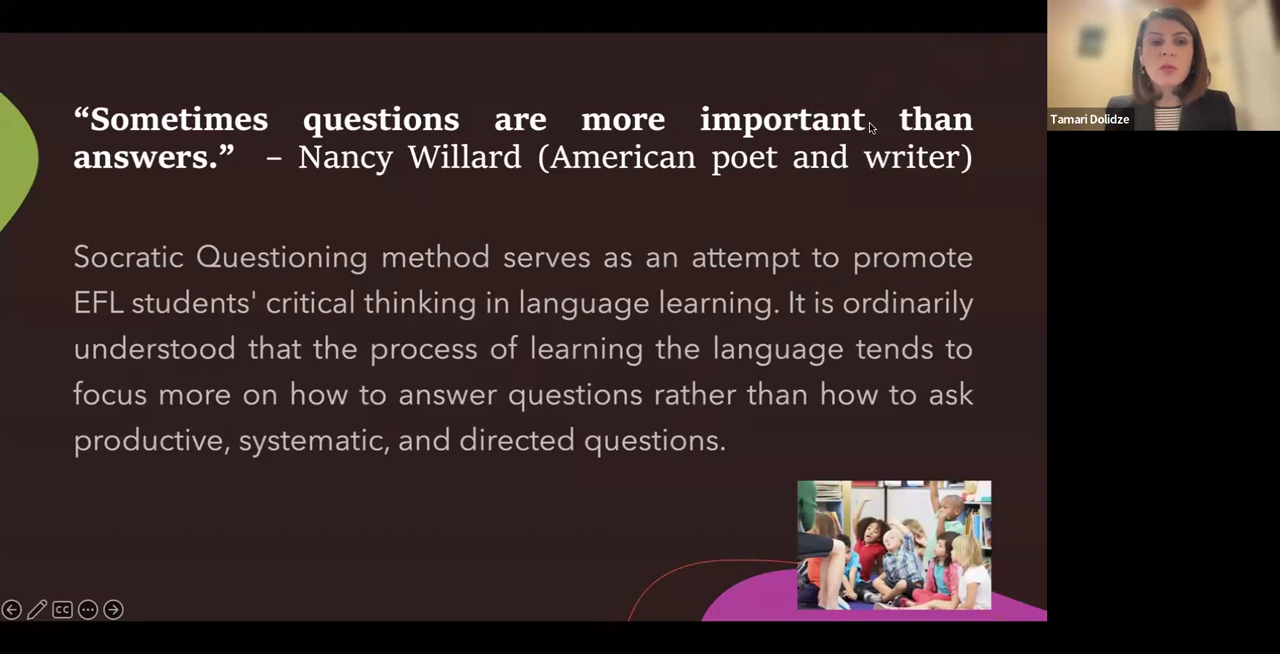 “Sometimes questions are more important than
answers.” – Nancy Willard (American poet and writer)
Socratic Questioning method serves as an attempt to promote
EFL students' critical thinking in language learning. It is ordinarily
understood that the process of learning the language tends to
focus more on how to answer questions rather than how to ask
productive, systematic, and directed questions.
CC
Tamari Dolidze